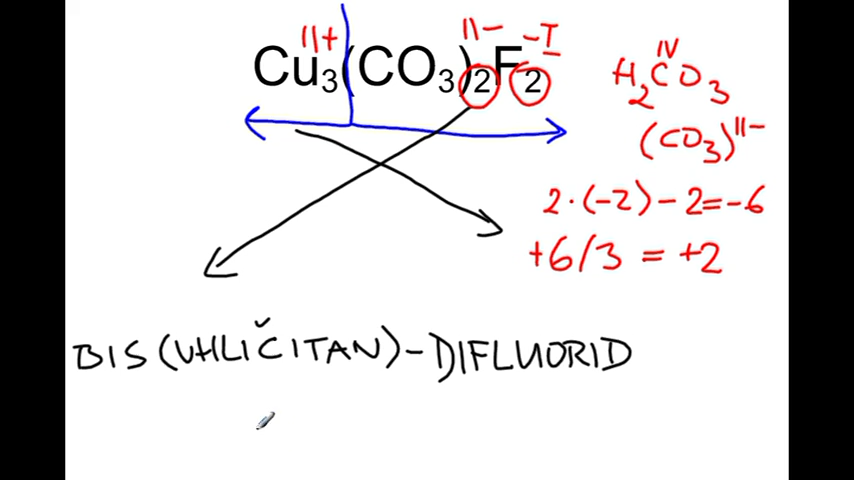 II+ II- -I
Cu₃(CO₃)₂F₂
IV
H₂CO₃
(CO₃)II-
2·(-2)-2=-6
+6/3=+2
BIS(UHLIČITAN)-DIFLUORID